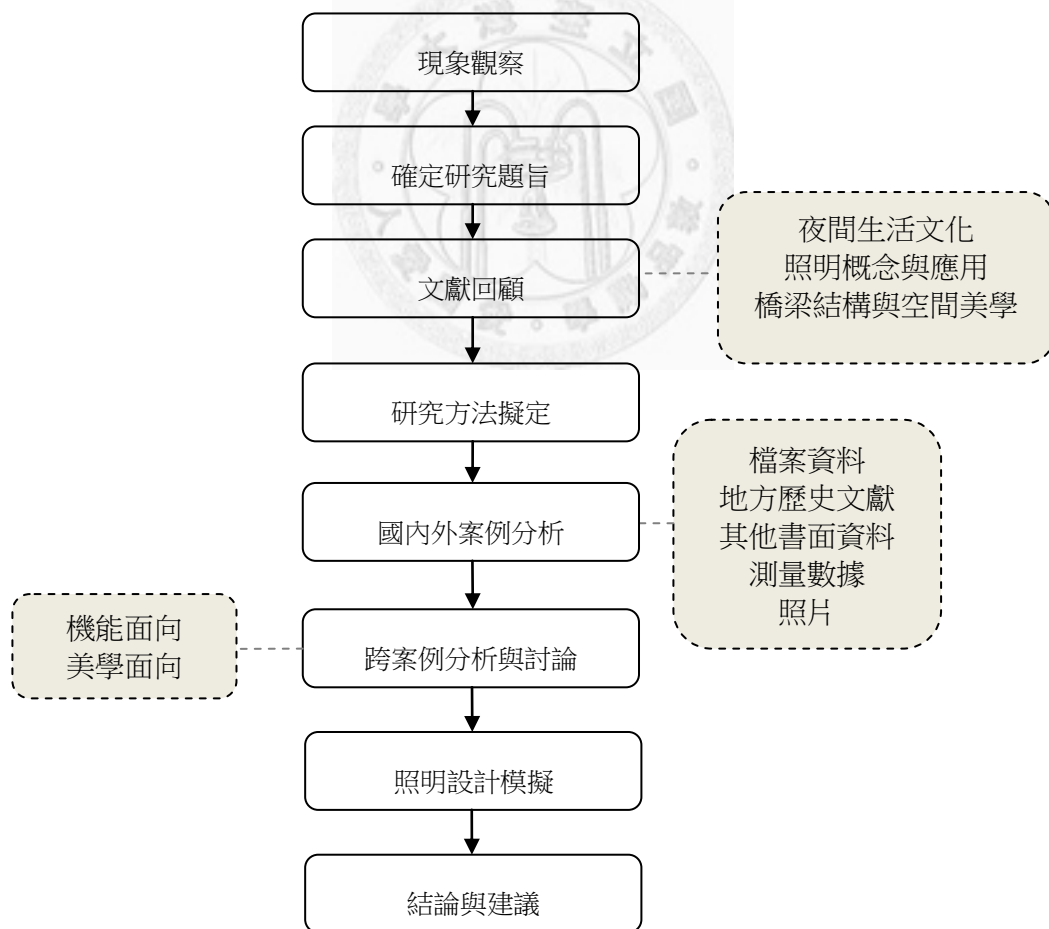 現象觀察
確定研究題旨
文獻回顧
夜間生活文化
照明概念與應用
橋梁結構與空間美學
研究方法擬定
國內外案例分析
檔案資料
地方歷史文獻
其他書面資料
測量數據
照片
機能面向
美學面向
跨案例分析與討論
照明設計模擬
結論與建議